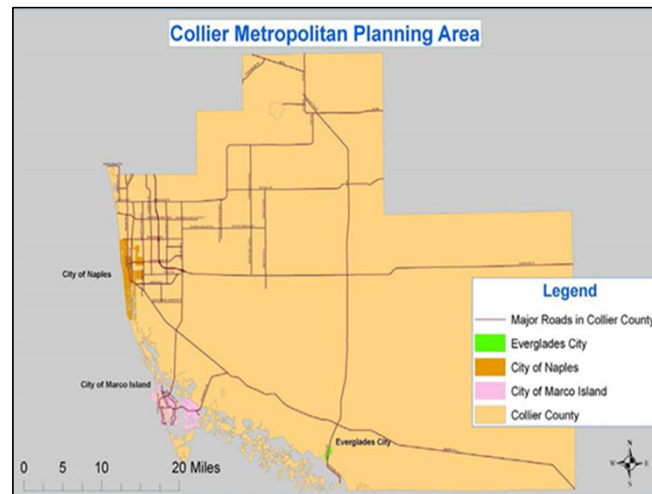 Collier Metropolitan Planning Area
City of Naples
City of Marco Island
Everglades City
Legend
Major Roads in Collier County
Everglades City
City of Naples
City of Marco Island
Collier County
N
W
E
S
0 5 10 20 Miles